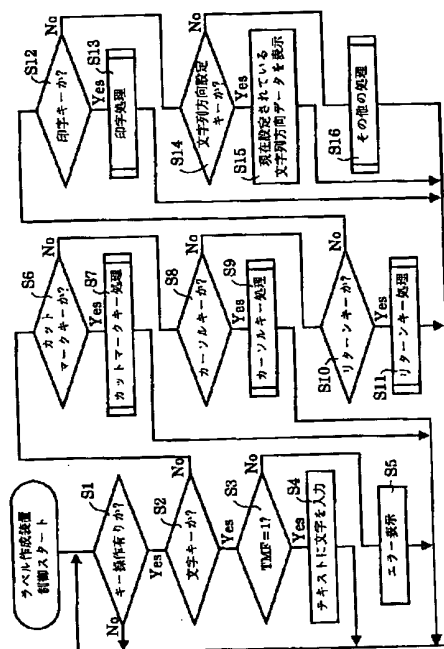 ラベル作成装置
制御スタート
S1
キー操作有りか?
No
Yes
S2
文字キーか?
No
Yes
S3
TMF=1?
No
Yes
S4
テキストに文字を入力
S5
エラー表示
S6
カット
マークキーか?
No
Yes
S7
カットマークキー処理
S8
カーソルキーか?
No
Yes
S9
カーソルキー処理
S10
リターンキーか?
No
Yes
S11
リターンキー処理
S12
印字キーか?
No
Yes
S13
印字処理
S14
文字列方向設定
キーか?
No
Yes
S15
現在設定されている
文字列方向データを表示
S16
その他の処理